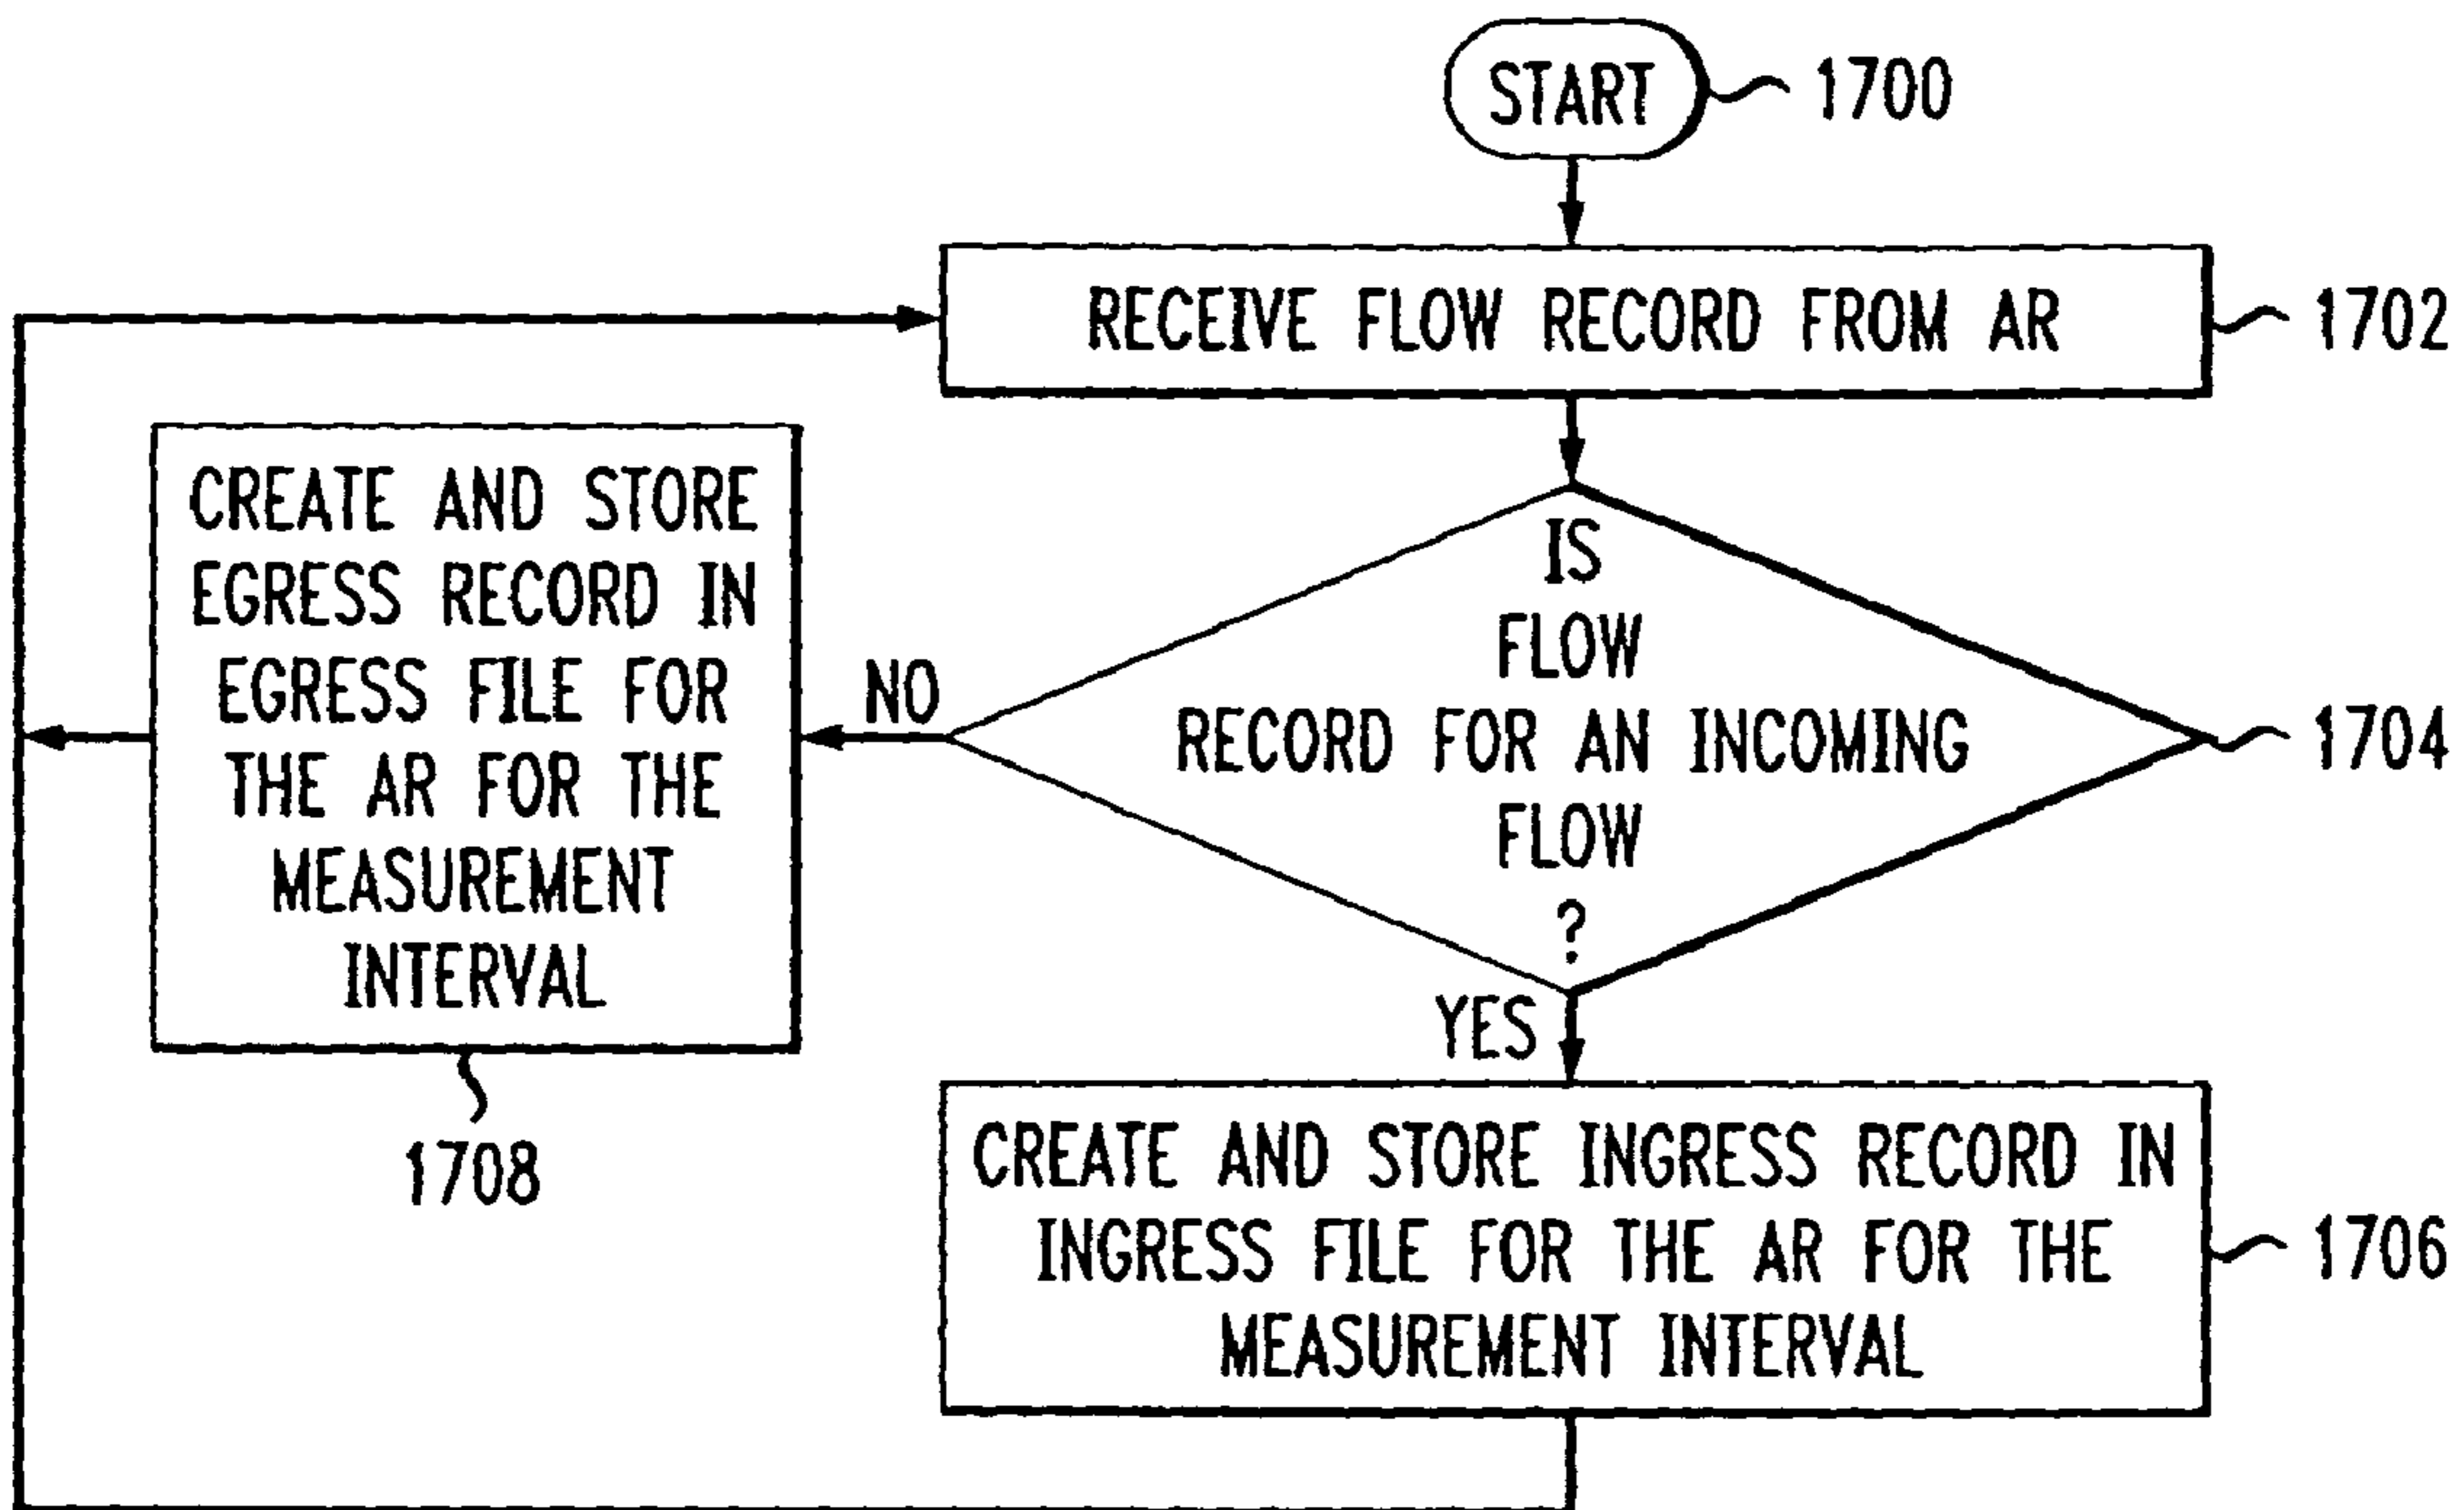 START
1700
RECEIVE FLOW RECORD FROM AR
1702
IS
FLOW
RECORD FOR AN INCOMING
FLOW
?
1704
NO
CREATE AND STORE
EGRESS RECORD IN
EGRESS FILE FOR
THE AR FOR THE
MEASUREMENT
INTERVAL
1708
YES
CREATE AND STORE INGRESS RECORD IN
INGRESS FILE FOR THE AR FOR THE
MEASUREMENT INTERVAL
1706